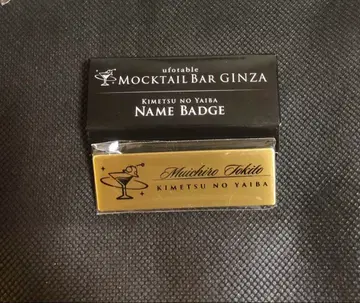 ufotable
MOCKTAIL BAR GINZA
KIMETSU NO YAIBA
NAME BADGE
Muichiro Tokito
KIMETSU NO YAIBA